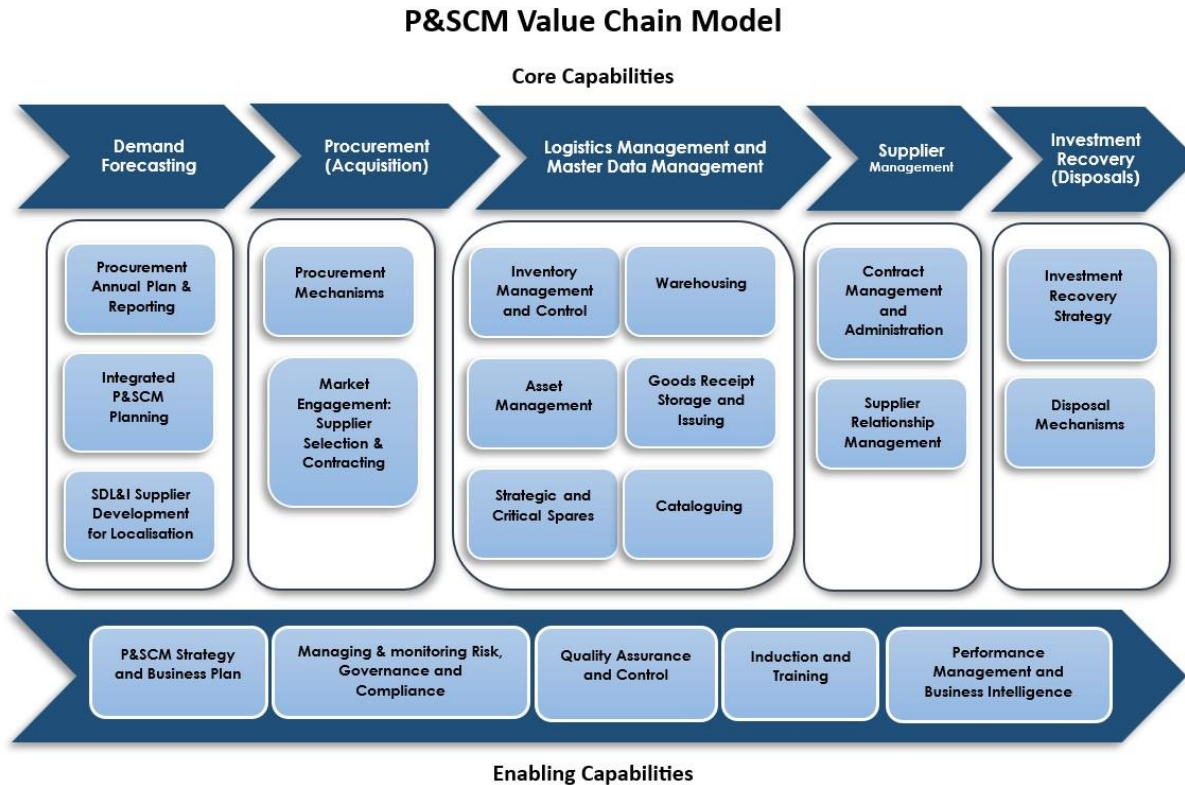 P&SCM Value Chain Model
Core Capabilities
Demand
Forecasting
Procurement
(Acquisition)
Logistics Management and
Master Data Management
Supplier
Management
Investment
Recovery
(Disposals)
Procurement
Annual Plan &
Reporting
Integrated
P&SCM
Planning
SDL&I Supplier
Development
for Localisation
Procurement
Mechanisms
Market
Engagement:
Supplier
Selection &
Contracting
Inventory
Management
and Control
Warehousing
Asset
Management
Goods Receipt
Storage and
Issuing
Strategic and
Critical Spares
Cataloguing
Contract
Management
and
Administration
Supplier
Relationship
Management
Investment
Recovery
Strategy
Disposal
Mechanisms
P&SCM Strategy
and Business Plan
Managing & monitoring Risk,
Governance and
Compliance
Quality Assurance
and Control
Induction and
Training
Performance
Management and
Business Intelligence
Enabling Capabilities